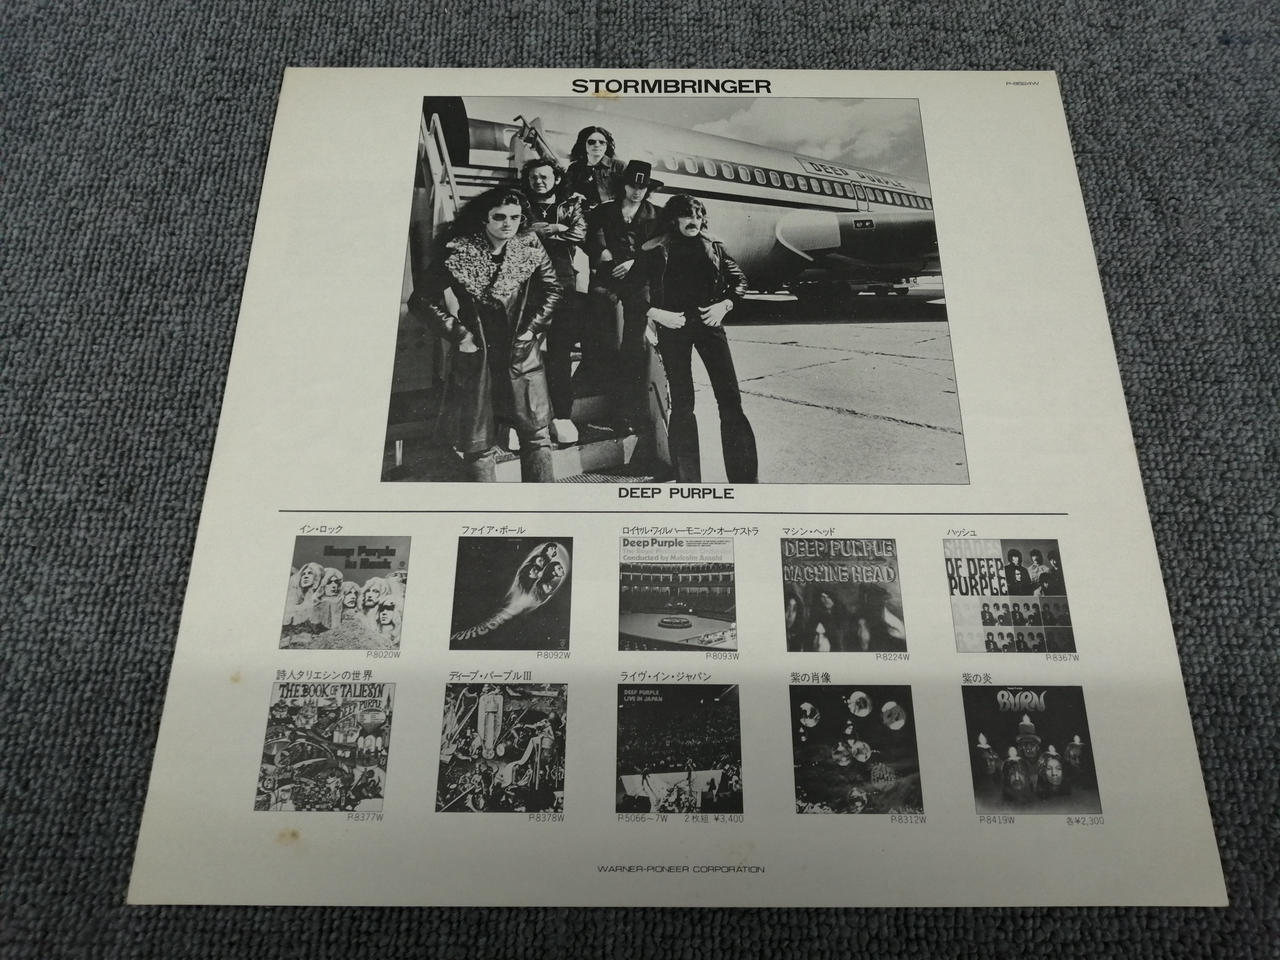 STORMBRINGER
P-8524W
DEEP PURPLE
DEEP PURPLE
イン・ロック
ファイア・ボール
ロイヤル・フィルハーモニック・オーケストラ
マシン・ヘッド
ハッシュ
Deep Purple
in Rock
Deep Purple
The Royal Philharmonic Orchestra
Conducted by Malcolm Arnold
DEEP PURPLE
MACHINE HEAD
SHADES
OF DEEP
PURPLE
P-8020W
P-8092W
P-8093W
P-8224W
P-8367W
詩人タリエシンの世界
ディープ・パープルIII
ライヴ・イン・ジャパン
紫の肖像
紫の炎
THE BOOK OF TALIESYN
DEEP PURPLE
DEEP PURPLE
LIVE IN JAPAN
BURN
P-8377W
P-8378W
P-5066~7W 2枚組 ¥3,400
P-8312W
P-8419W
各¥2,300
WARNER-PIONEER CORPORATION